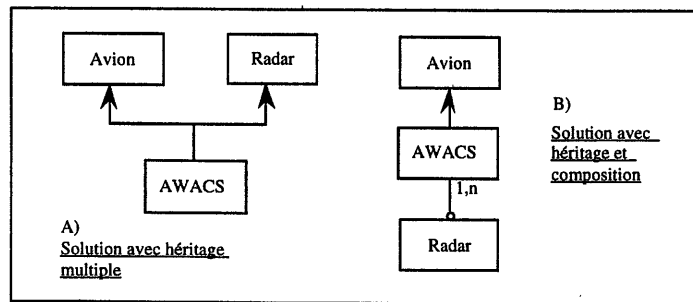 Avion
Radar
AWACS
A)
Solution avec héritage
multiple
Avion
AWACS
1,n
Radar
B)
Solution avec
héritage et
composition